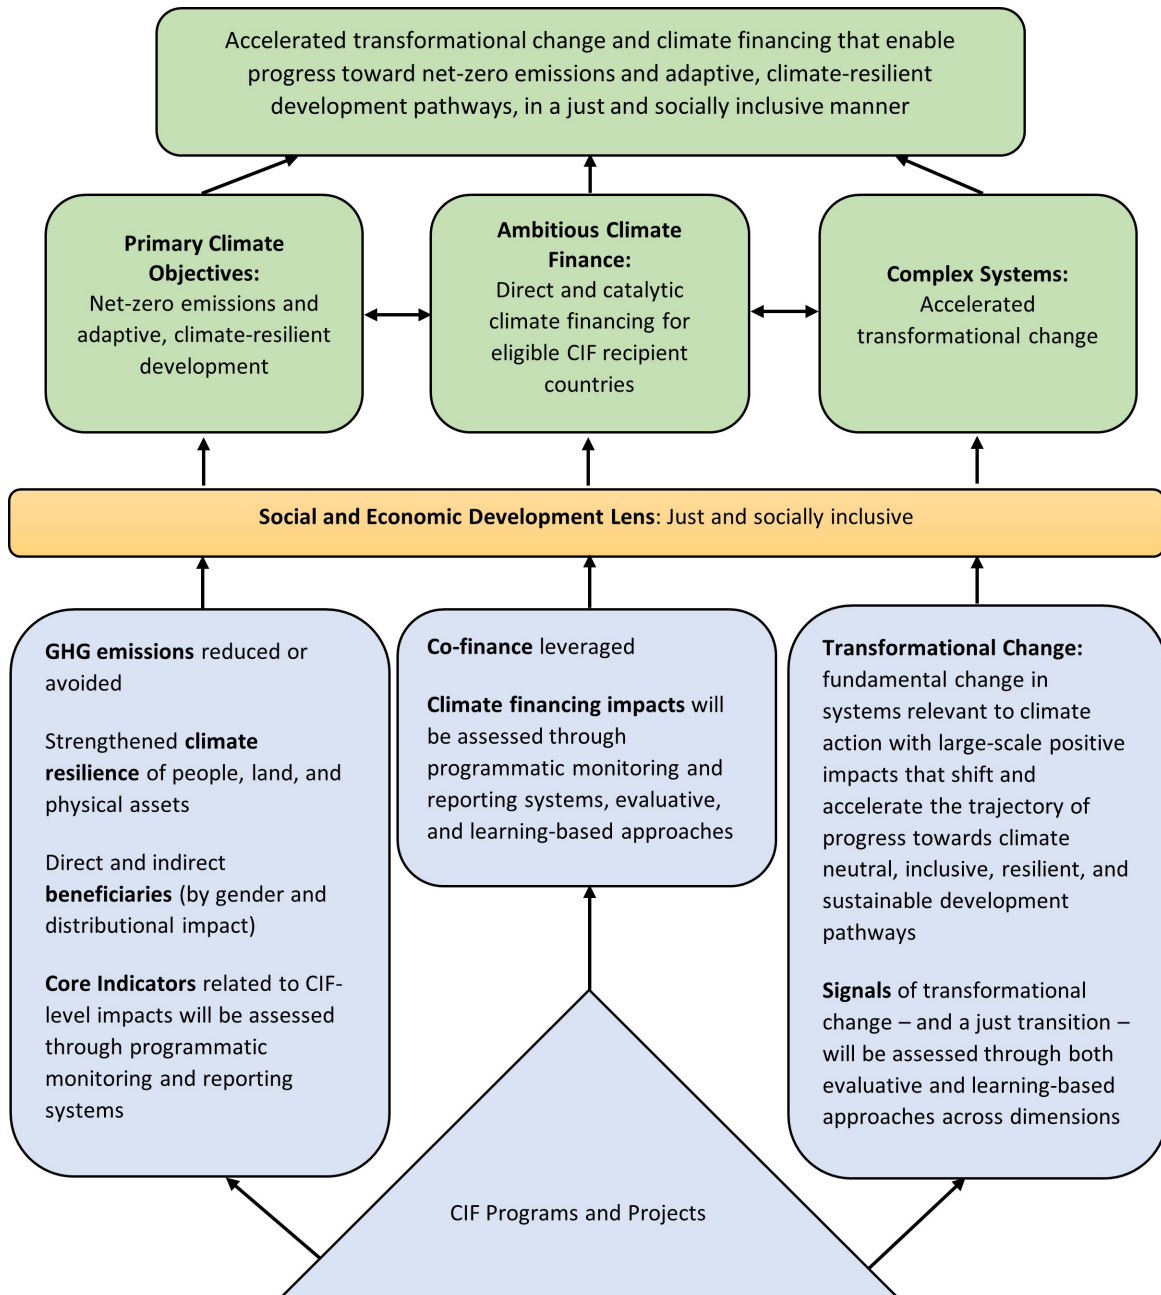 Accelerated transformational change and climate financing that enable
progress toward net-zero emissions and adaptive, climate-resilient
development pathways, in a just and socially inclusive manner
Primary Climate
Objectives:
Net-zero emissions and
adaptive, climate-resilient
development
Ambitious Climate
Finance:
Direct and catalytic
climate financing for
eligible CIF recipient
countries
Complex Systems:
Accelerated
transformational change
Social and Economic Development Lens: Just and socially inclusive
GHG emissions reduced or
avoided
Strengthened climate
resilience of people, land, and
physical assets
Direct and indirect
beneficiaries (by gender and
distributional impact)
Core Indicators related to CIF-
level impacts will be assessed
through programmatic
monitoring and reporting
systems
Co-finance leveraged
Climate financing impacts will
be assessed through
programmatic monitoring and
reporting systems, evaluative,
and learning-based approaches
Transformational Change:
fundamental change in
systems relevant to climate
action with large-scale positive
impacts that shift and
accelerate the trajectory of
progress towards climate
neutral, inclusive, resilient, and
sustainable development
pathways
Signals of transformational
change – and a just transition –
will be assessed through both
evaluative and learning-based
approaches across dimensions
CIF Programs and Projects